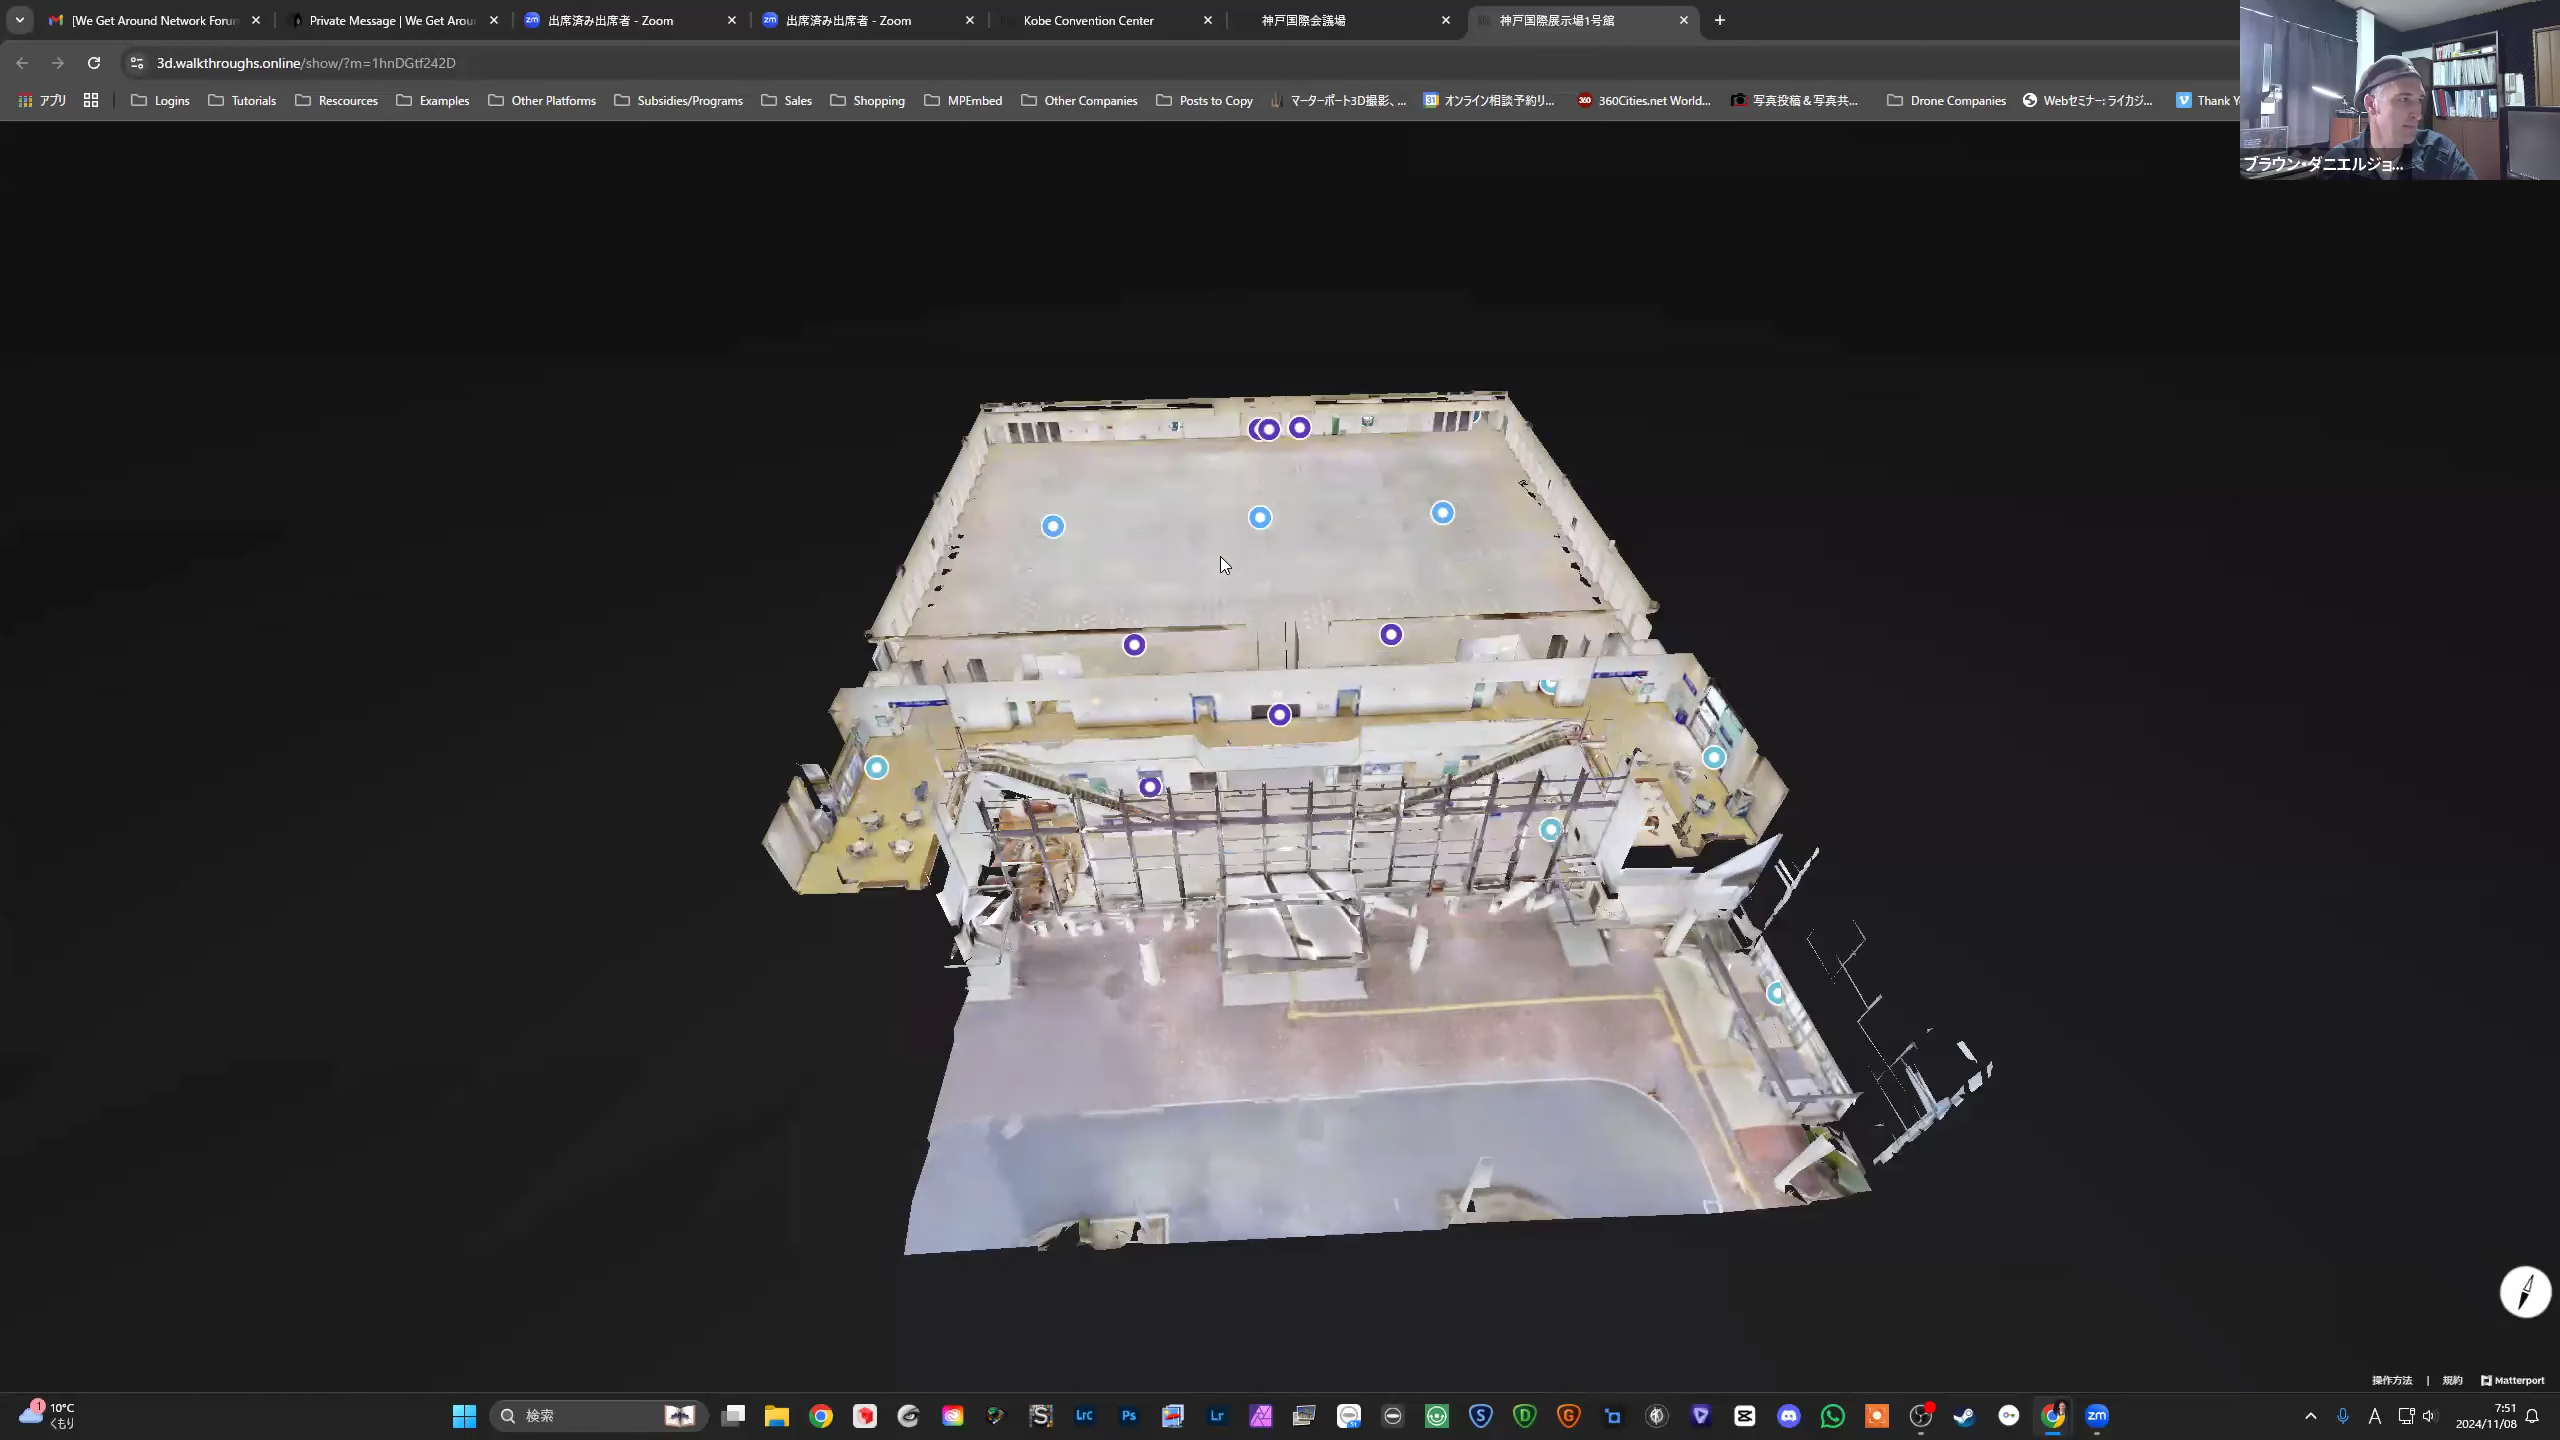 [We Get Around Network Forun
Private Message | We Get Arou
出席済み出席者 - Zoom
出席済み出席者 - Zoom
Kobe Convention Center
神戸国際会議場
神戸国際展示場1号館
3d.walkthroughs.online/show/?m=1hnDGtf242D
アプリ
Logins
Tutorials
Rescources
Examples
Other Platforms
Subsidies/Programs
Sales
Shopping
MPEmbed
Other Companies
Posts to Copy
マーターポート3D撮影、...
オンライン相談予約リ...
360Cities.net World...
写真投稿＆写真共...
Drone Companies
Webセミナー: ライカジ...
Thank Y
ブラウン・ダニエルジョ...
操作方法 | 規約 Matterport
1
10°C
くもり
検索
LrC
Ps
Lr
zm
A
7:51
2024/11/08